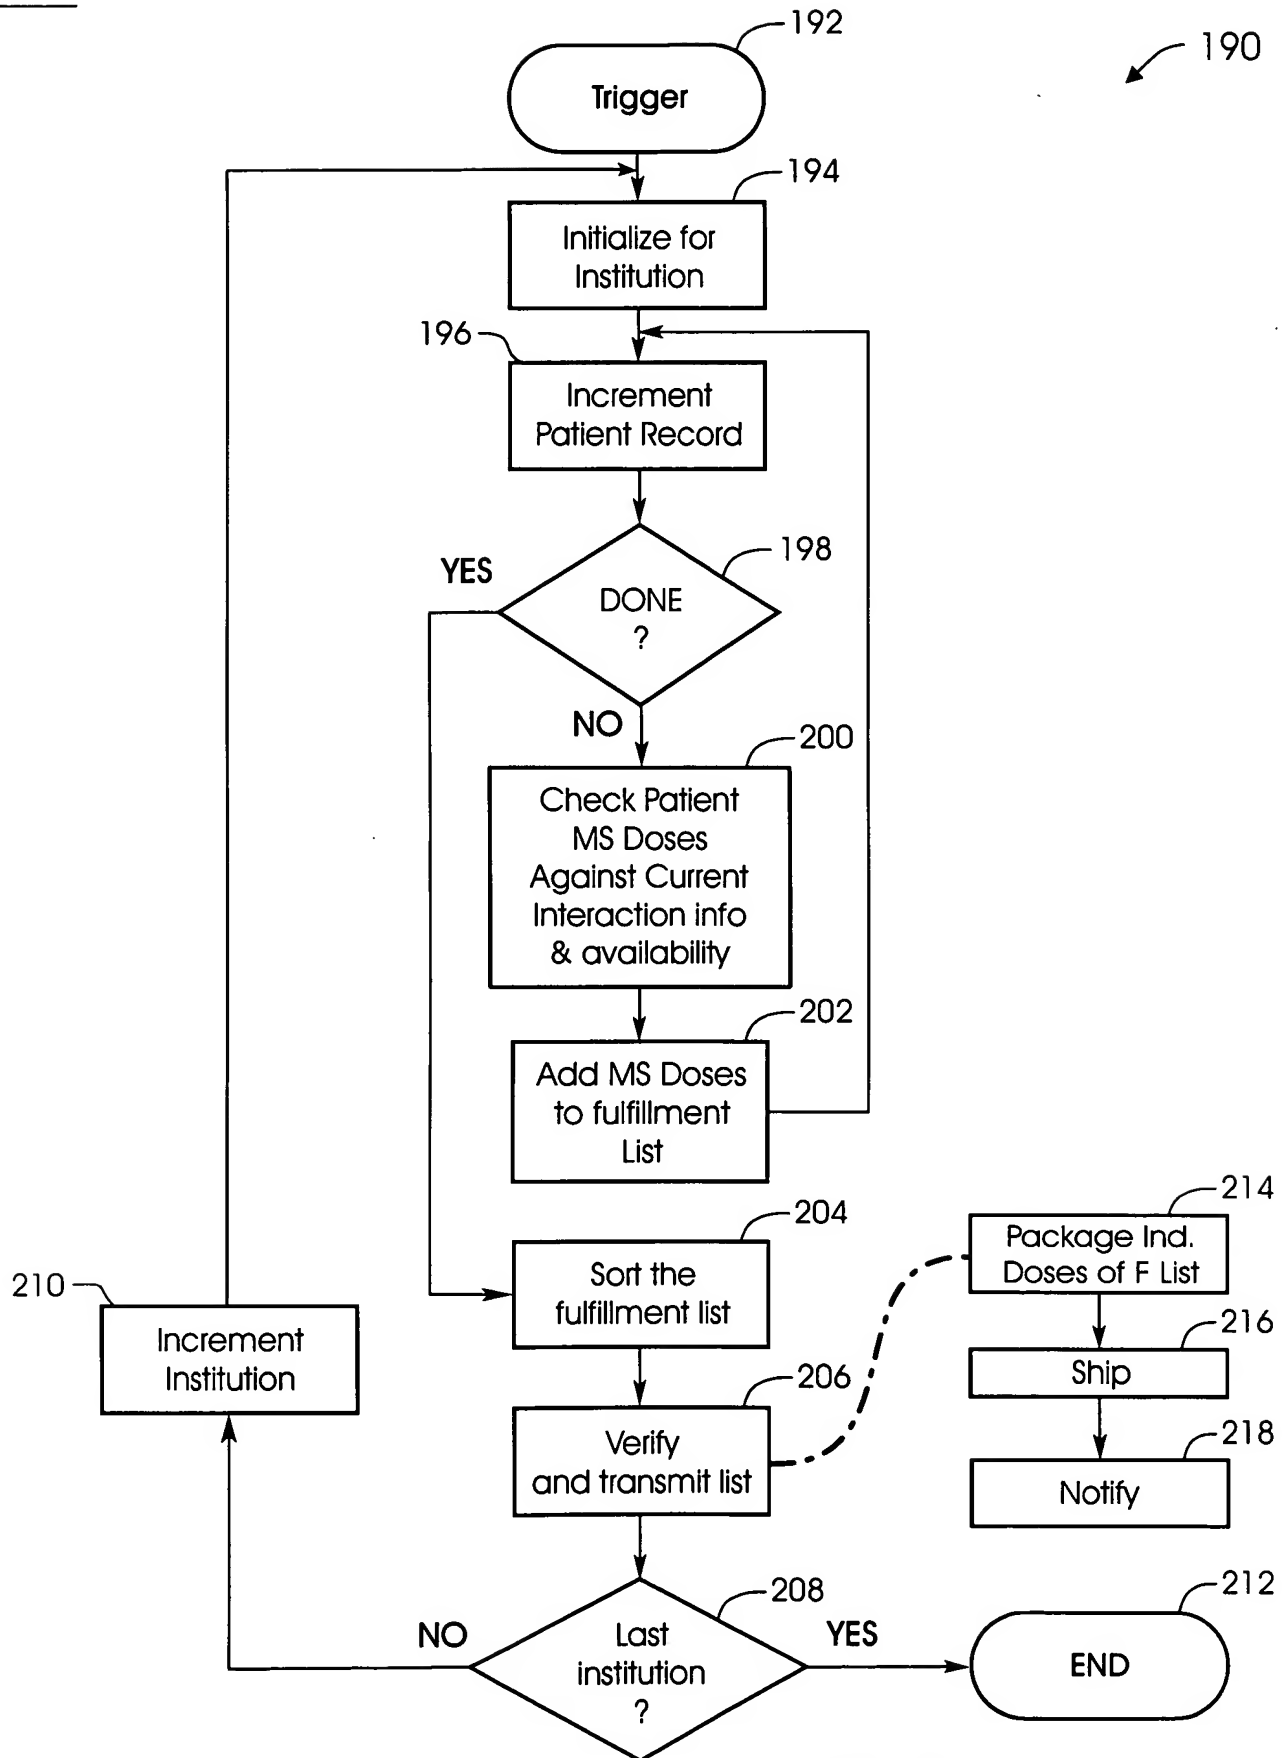 192
190
Trigger
194
Initialize for
Institution
196
Increment
Patient Record
198
YES
DONE
?
NO
200
Check Patient
MS Doses
Against Current
Interaction info
& availability
202
Add MS Doses
to fulfillment
List
204
Sort the
fulfillment list
214
Package Ind.
Doses of F List
210
Increment
Institution
216
Ship
206
Verify
and transmit list
218
Notify
208
NO
Last
institution
?
YES
212
END